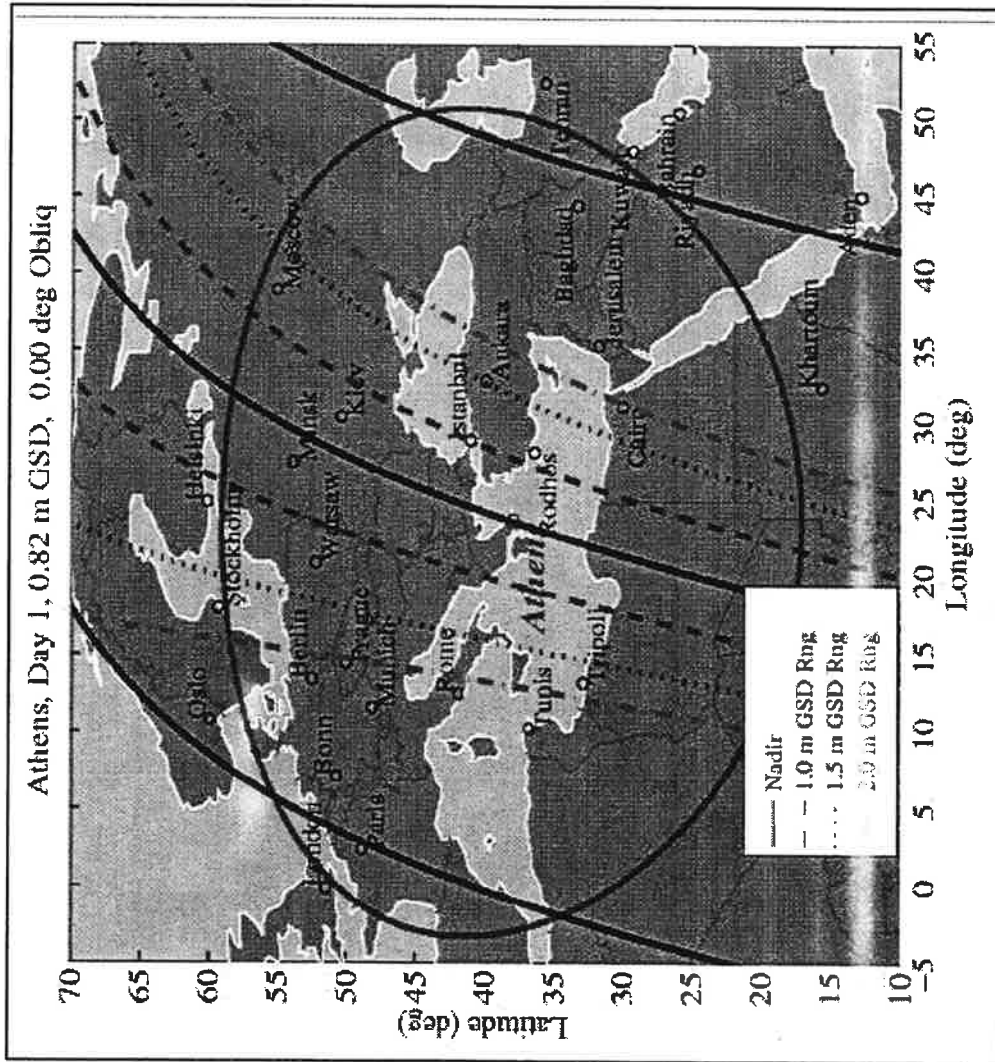 Athens, Day 1, 0.82 m GSD, 0.00 deg Obliq
Latitude (deg)
70
60
55
50
45
40
35
30
25
20
15
10
Oslo
Helsinki
Stockholm
Moscow
Minsk
London
Berlin
Warsaw
Kiev
Bonn
Prague
Paris
Munich
Rome
Istanbul
Ankara
Athens
Tunis
Rodhos
Tehran
Tripoli
Baghdad
Jerusalem
Kuwait
Cairo
Bahrain
Riyadh
Khartoum
Aden
Nadir
1.0 m GSD Rng
1.5 m GSD Rng
2.0 m GSD Rng
-5
0
5
10
15
20
25
30
35
40
45
50
55
Longitude (deg)